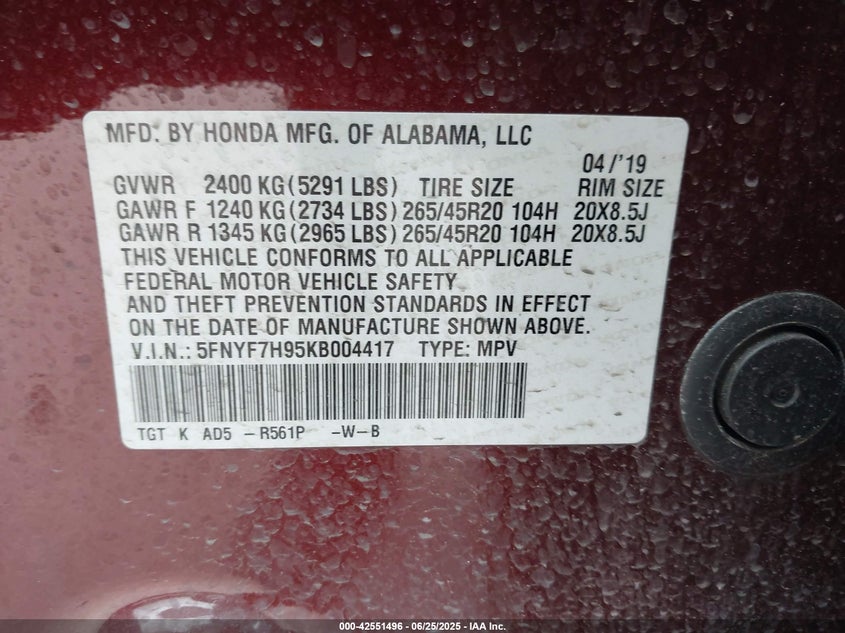 MFD. BY HONDA MFG. OF ALABAMA, LLC
04/'19
GVWR 2400 KG(5291 LBS) TIRE SIZE RIM SIZE
GAWR F 1240 KG(2734 LBS) 265/45R20 104H 20X8.5J
GAWR R 1345 KG(2965 LBS) 265/45R20 104H 20X8.5J
THIS VEHICLE CONFORMS TO ALL APPLICABLE
FEDERAL MOTOR VEHICLE SAFETY
AND THEFT PREVENTION STANDARDS IN EFFECT
ON THE DATE OF MANUFACTURE SHOWN ABOVE.
V.I.N.: 5FNYF7H95KB004417 TYPE: MPV
TGT K AD5 -R561P -W-B
000-42551496 - 06/25/2025 - IAA Inc.